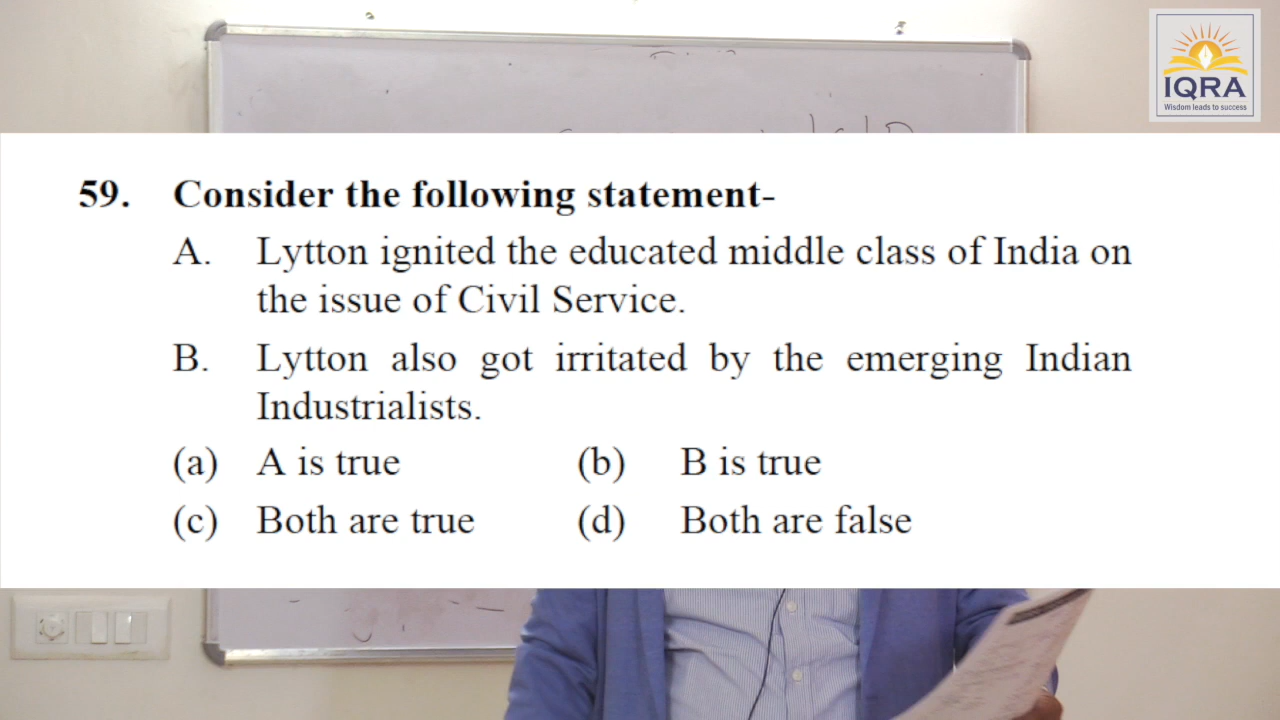 IQRA
Wisdom leads to success
59. Consider the following statement-
A. Lytton ignited the educated middle class of India on
the issue of Civil Service.
B. Lytton also got irritated by the emerging Indian
Industrialists.
(a) A is true (b) B is true
(c) Both are true (d) Both are false